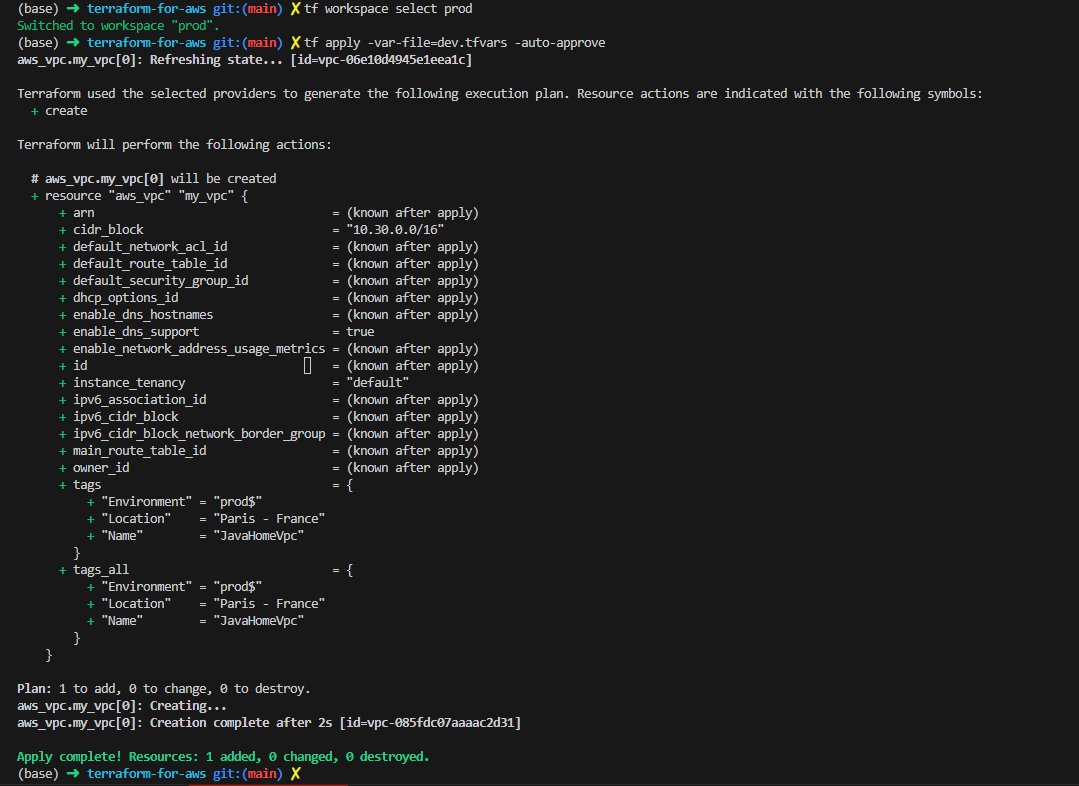 (base) ➜ terraform-for-aws git:(main) ✗ tf workspace select prod
Switched to workspace "prod".
(base) ➜ terraform-for-aws git:(main) ✗ tf apply -var-file=dev.tfvars -auto-approve
aws_vpc.my_vpc[0]: Refreshing state... [id=vpc-06e10d4945e1eea1c]
Terraform used the selected providers to generate the following execution plan. Resource actions are indicated with the following symbols:
+ create
Terraform will perform the following actions:
# aws_vpc.my_vpc[0] will be created
+ resource "aws_vpc" "my_vpc" {
+ arn = (known after apply)
+ cidr_block = "10.30.0.0/16"
+ default_network_acl_id = (known after apply)
+ default_route_table_id = (known after apply)
+ default_security_group_id = (known after apply)
+ dhcp_options_id = (known after apply)
+ enable_dns_hostnames = (known after apply)
+ enable_dns_support = true
+ enable_network_address_usage_metrics = (known after apply)
+ id = (known after apply)
+ instance_tenancy = "default"
+ ipv6_association_id = (known after apply)
+ ipv6_cidr_block = (known after apply)
+ ipv6_cidr_block_network_border_group = (known after apply)
+ main_route_table_id = (known after apply)
+ owner_id = (known after apply)
+ tags = {
+ "Environment" = "prod$"
+ "Location" = "Paris - France"
+ "Name" = "JavaHomeVpc"
}
+ tags_all = {
+ "Environment" = "prod$"
+ "Location" = "Paris - France"
+ "Name" = "JavaHomeVpc"
}
}
Plan: 1 to add, 0 to change, 0 to destroy.
aws_vpc.my_vpc[0]: Creating...
aws_vpc.my_vpc[0]: Creation complete after 2s [id=vpc-085fdc07aaaac2d31]
Apply complete! Resources: 1 added, 0 changed, 0 destroyed.
(base) ➜ terraform-for-aws git:(main) ✗